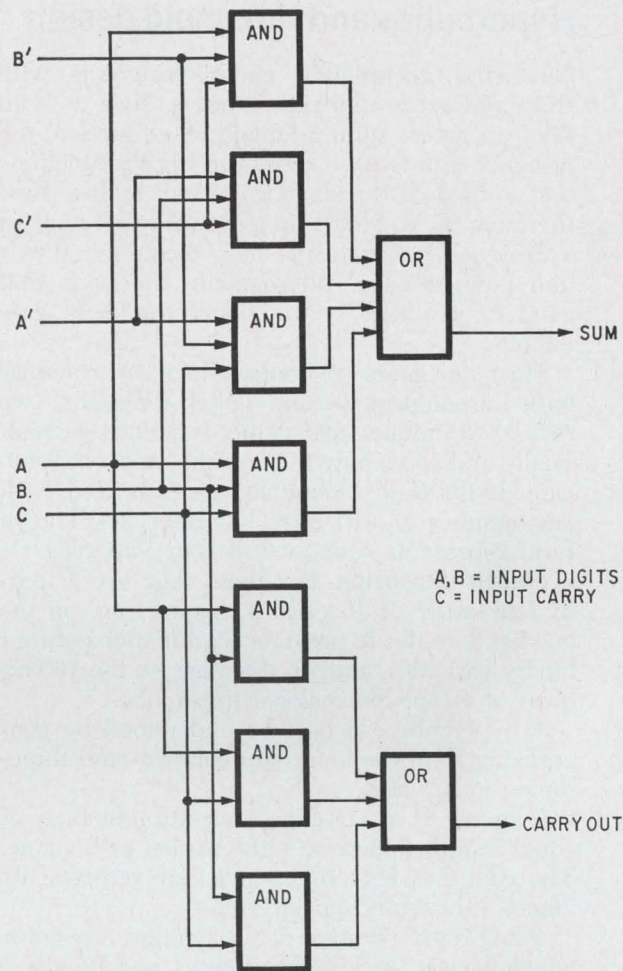 AND
B'
AND
C'
OR
AND
A'
SUM
AND
A
B
C
A, B = INPUT DIGITS
C = INPUT CARRY
AND
AND
OR
CARRY OUT
AND